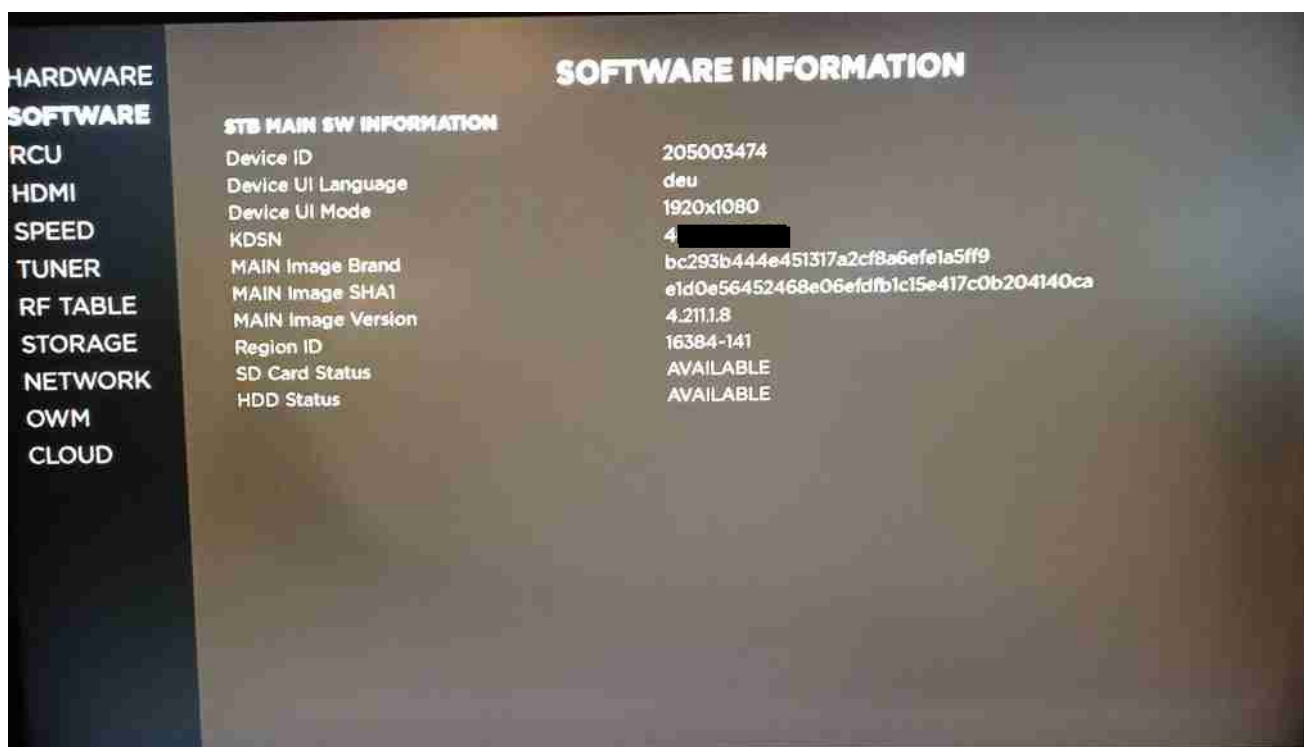 SOFTWARE INFORMATION
HARDWARE
SOFTWARE
RCU
HDMI
SPEED
TUNER
RF TABLE
STORAGE
NETWORK
OWM
CLOUD
STB MAIN SW INFORMATION
Device ID 205003474
Device UI Language deu
Device UI Mode 1920x1080
KDSN 4
MAIN Image Brand bc293b444e451317a2cf8a6efe1a5ff9
MAIN Image SHA1 e1d0e56452468e06efdfb1c15e417c0b204140ca
MAIN Image Version 4.211.1.8
Region ID 16384-141
SD Card Status AVAILABLE
HDD Status AVAILABLE